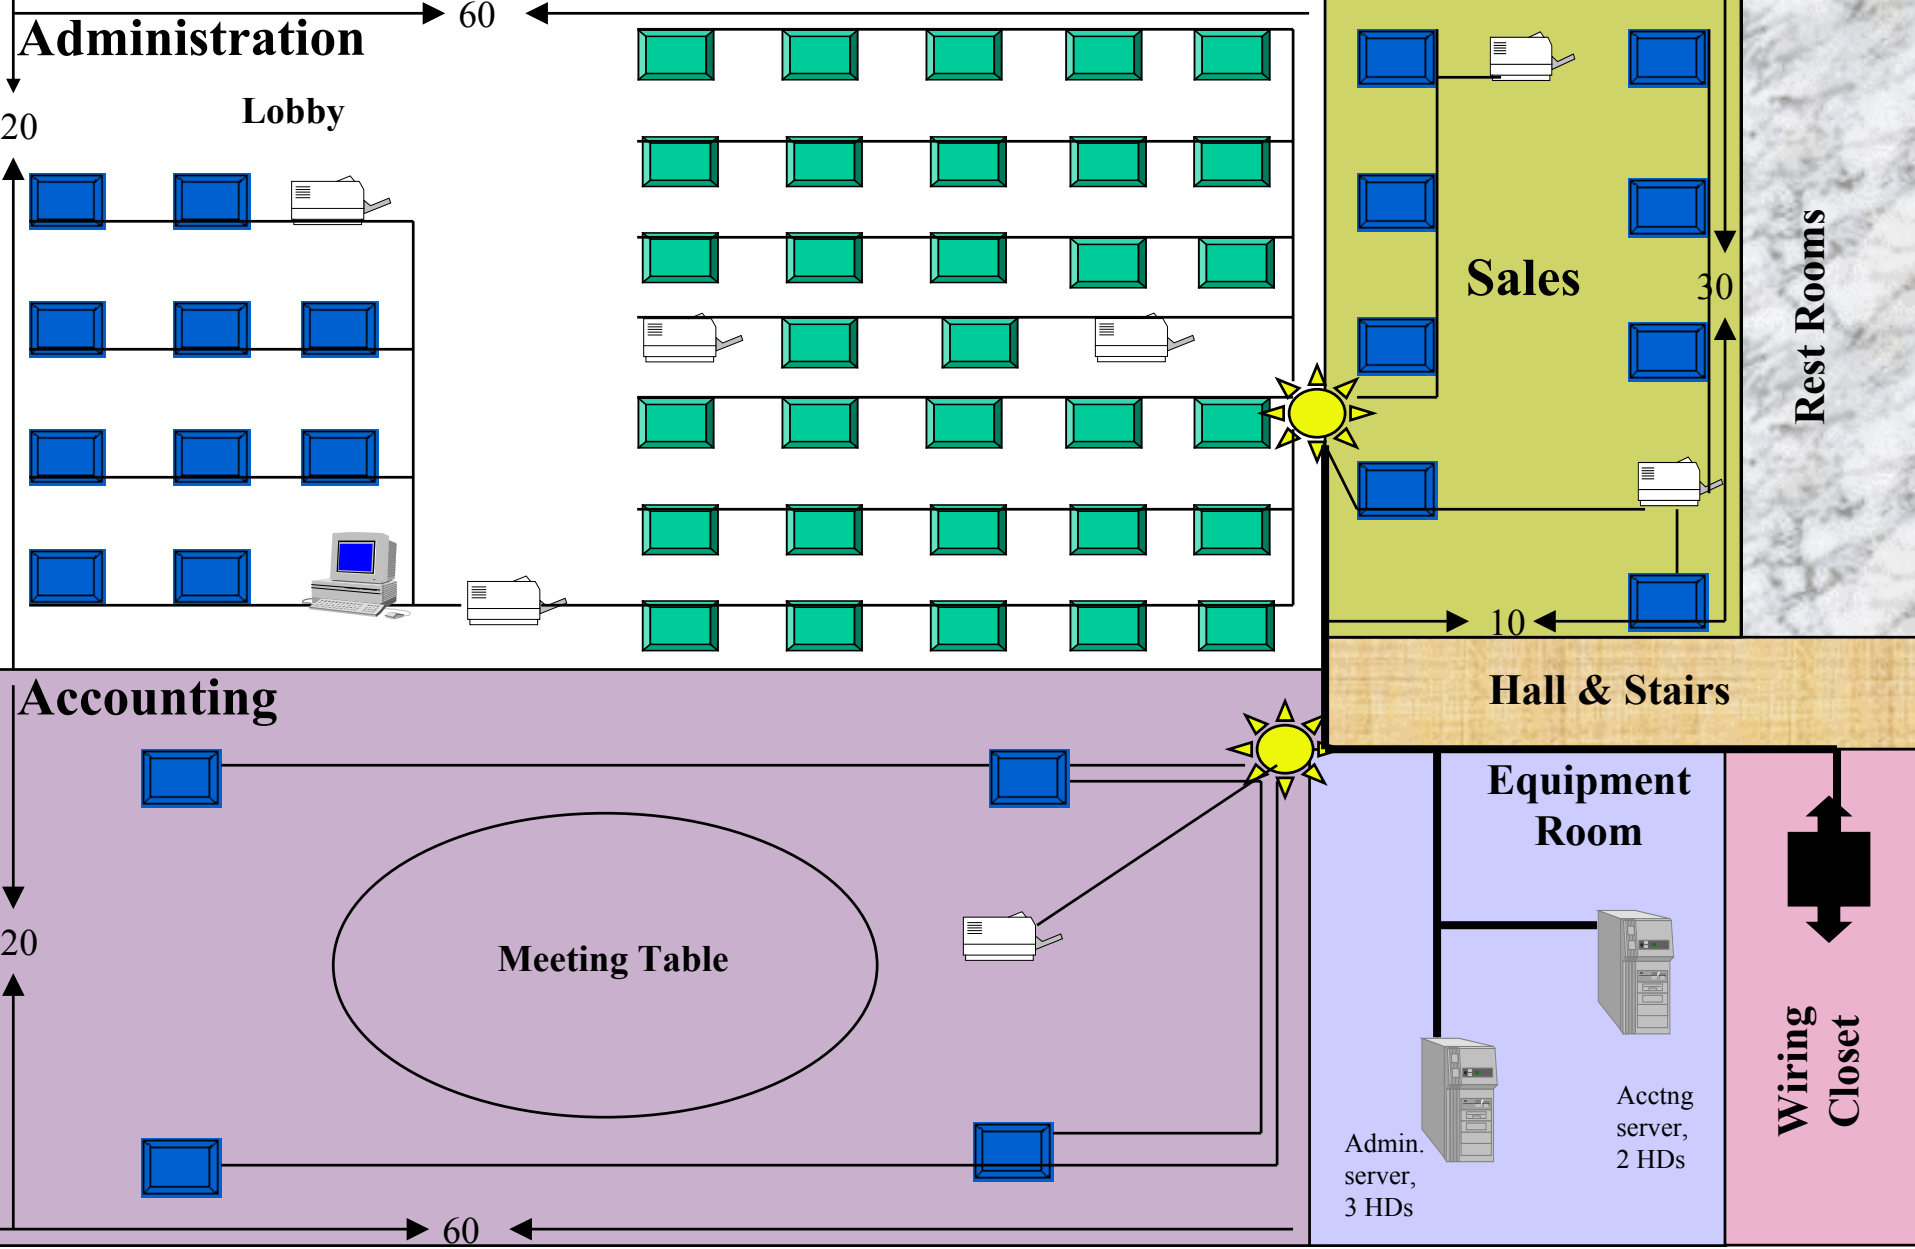 60
Administration
Lobby
20
Sales
30
Rest Rooms
10
Hall & Stairs
Accounting
Equipment
Room
Meeting Table
20
Wiring
Closet
Acctng
server,
2 HDs
Admin.
server,
3 HDs
60